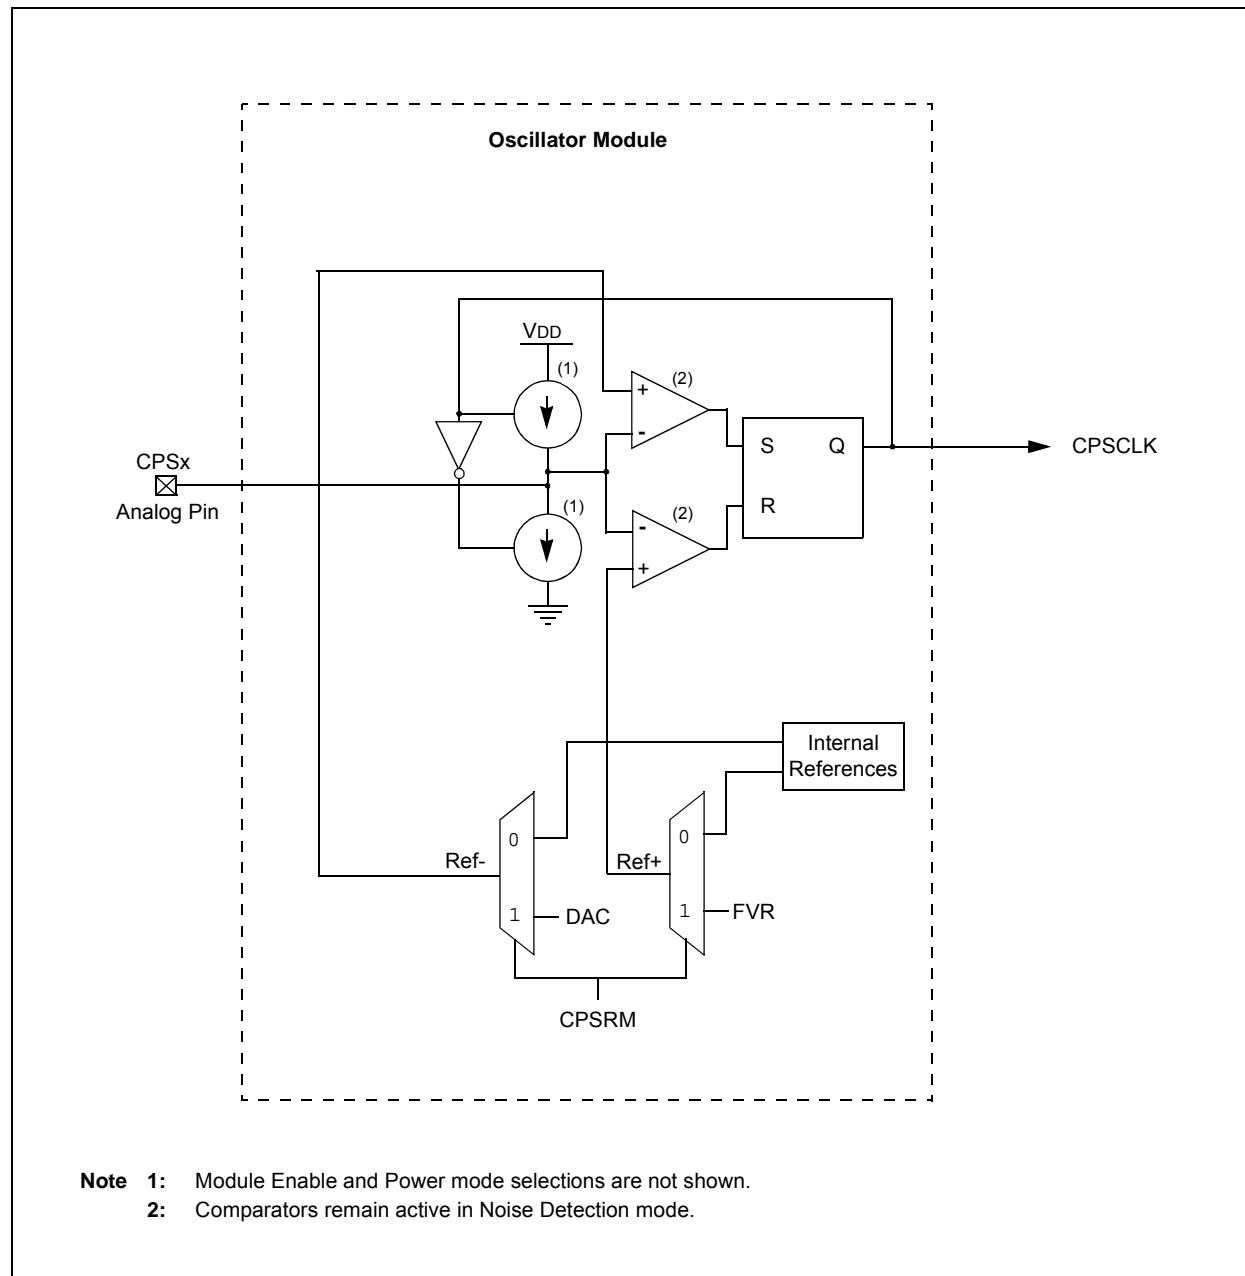 Oscillator Module
VDD
(1)
(2)
+
-
S Q
CPSCLK
CPSx
Analog Pin
(1)
(2)
R
-
+
Internal
References
0
0
Ref-
Ref+
1
DAC
1
FVR
CPSRM
Note 1: Module Enable and Power mode selections are not shown.
2: Comparators remain active in Noise Detection mode.